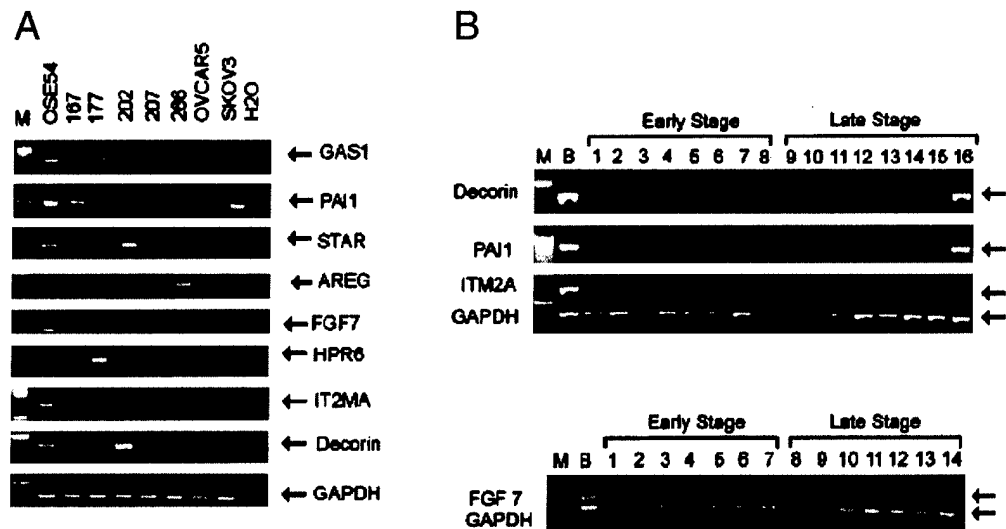 A
M OSE54 167 177 202 207 266 OVCAR5 SKOV3 H2O
GAS1
PAI1
STAR
AREG
FGF7
HPR6
IT2MA
Decorin
GAPDH
B
Early Stage Late Stage
M B 1 2 3 4 5 6 7 8 9 10 11 12 13 14 15 16
Decorin
PAI1
ITM2A
GAPDH
Early Stage Late Stage
M B 1 2 3 4 5 6 7 8 9 10 11 12 13 14
FGF 7
GAPDH